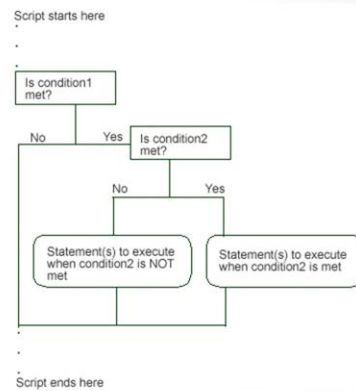 Script starts here
Is condition1
met?
No
Yes
Is condition2
met?
No
Yes
Statement(s) to execute
when condition2 is NOT
met
Statement(s) to execute
when condition2 is met
Script ends here